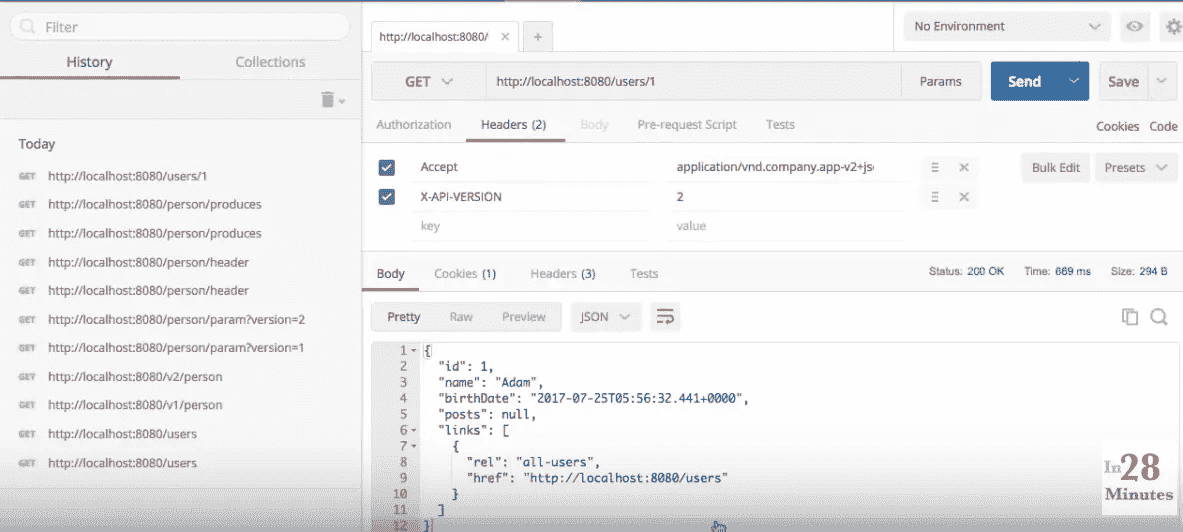 Filter
History Collections
Today
GET http://localhost:8080/users/1
GET http://localhost:8080/person/produces
GET http://localhost:8080/person/produces
GET http://localhost:8080/person/header
GET http://localhost:8080/person/header
GET http://localhost:8080/person/param?version=2
GET http://localhost:8080/person/param?version=1
GET http://localhost:8080/v2/person
GET http://localhost:8080/v1/person
GET http://localhost:8080/users
GET http://localhost:8080/users
http://localhost:8080/ No Environment
GET http://localhost:8080/users/1 Params Send Save
Authorization Headers (2) Body Pre-request Script Tests Cookies Code
Accept application/vnd.company.app-v2+jso Bulk Edit Presets
X-API-VERSION 2
key value
Body Cookies (1) Headers (3) Tests Status: 200 OK Time: 669 ms Size: 294 B
Pretty Raw Preview JSON
1 {
2 "id": 1,
3 "name": "Adam",
4 "birthDate": "2017-07-25T05:56:32.441+0000",
5 "posts": null,
6 "links": [
7 {
8 "rel": "all-users",
9 "href": "http://localhost:8080/users"
10 }
11 ]
12 }
In 28
Minutes